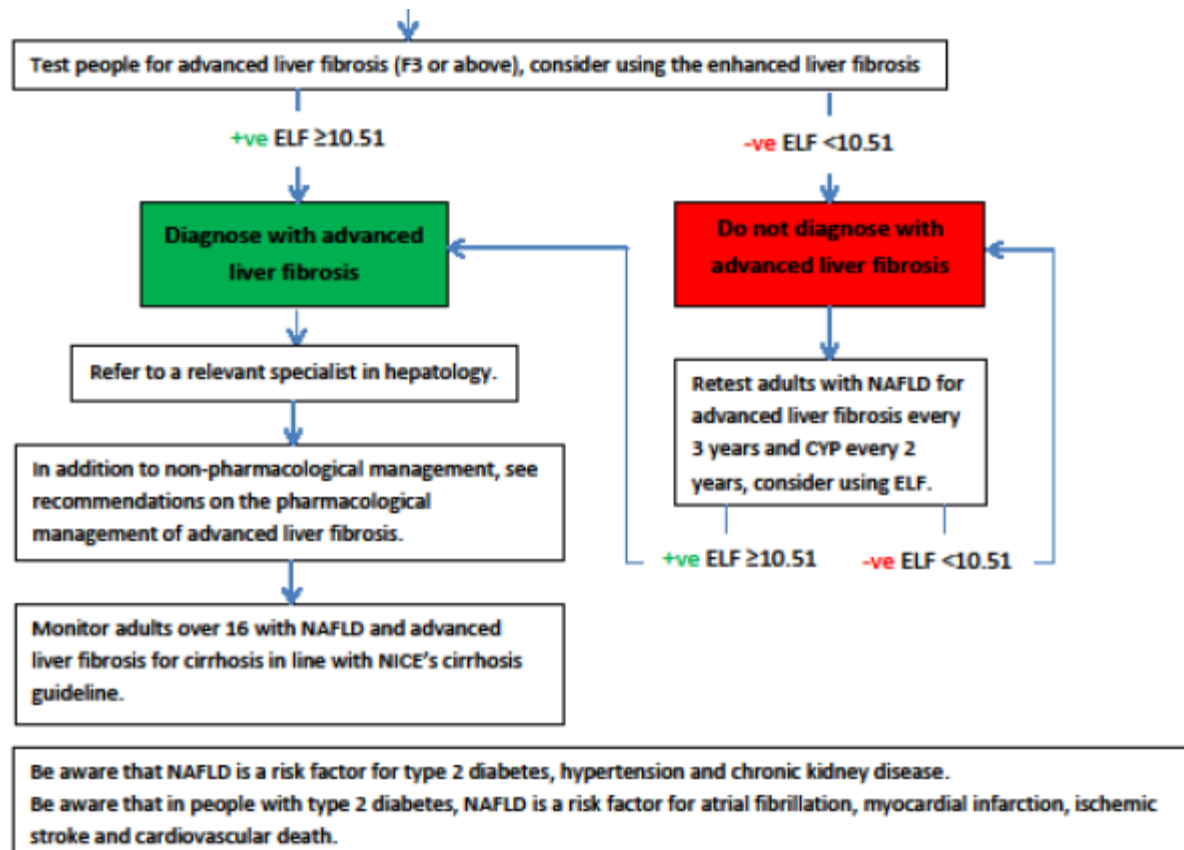 Test people for advanced liver fibrosis (F3 or above), consider using the enhanced liver fibrosis
+ve ELF ≥10.51
-ve ELF <10.51
Diagnose with advanced
liver fibrosis
Do not diagnose with
advanced liver fibrosis
Refer to a relevant specialist in hepatology.
Retest adults with NAFLD for
advanced liver fibrosis every
3 years and CYP every 2
years, consider using ELF.
In addition to non-pharmacological management, see
recommendations on the pharmacological
management of advanced liver fibrosis.
+ve ELF ≥10.51
-ve ELF <10.51
Monitor adults over 16 with NAFLD and advanced
liver fibrosis for cirrhosis in line with NICE's cirrhosis
guideline.
Be aware that NAFLD is a risk factor for type 2 diabetes, hypertension and chronic kidney disease.
Be aware that in people with type 2 diabetes, NAFLD is a risk factor for atrial fibrillation, myocardial infarction, ischemic
stroke and cardiovascular death.